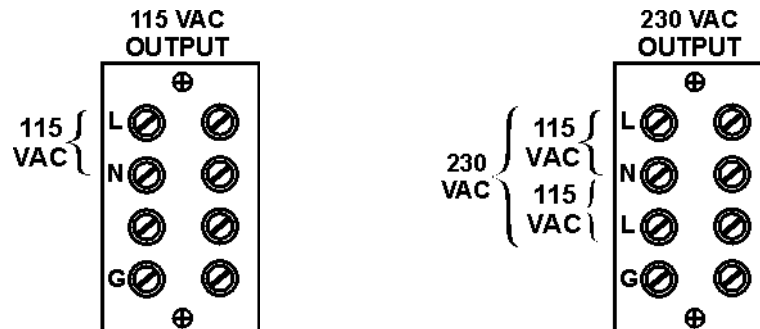 115 VAC
OUTPUT
115
VAC
L
N
G
230 VAC
OUTPUT
230
VAC
115
VAC
115
VAC
L
N
L
G